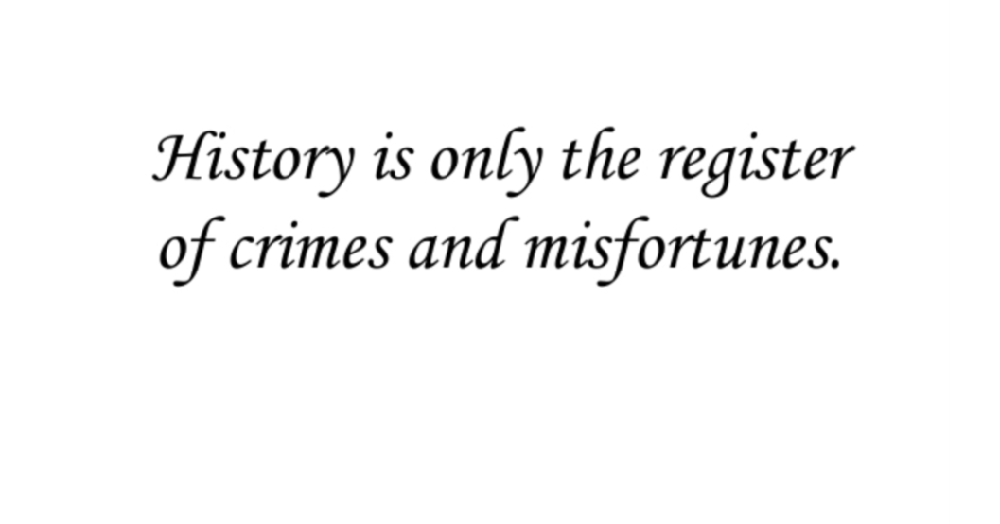 History is only the register
of crimes and misfortunes.